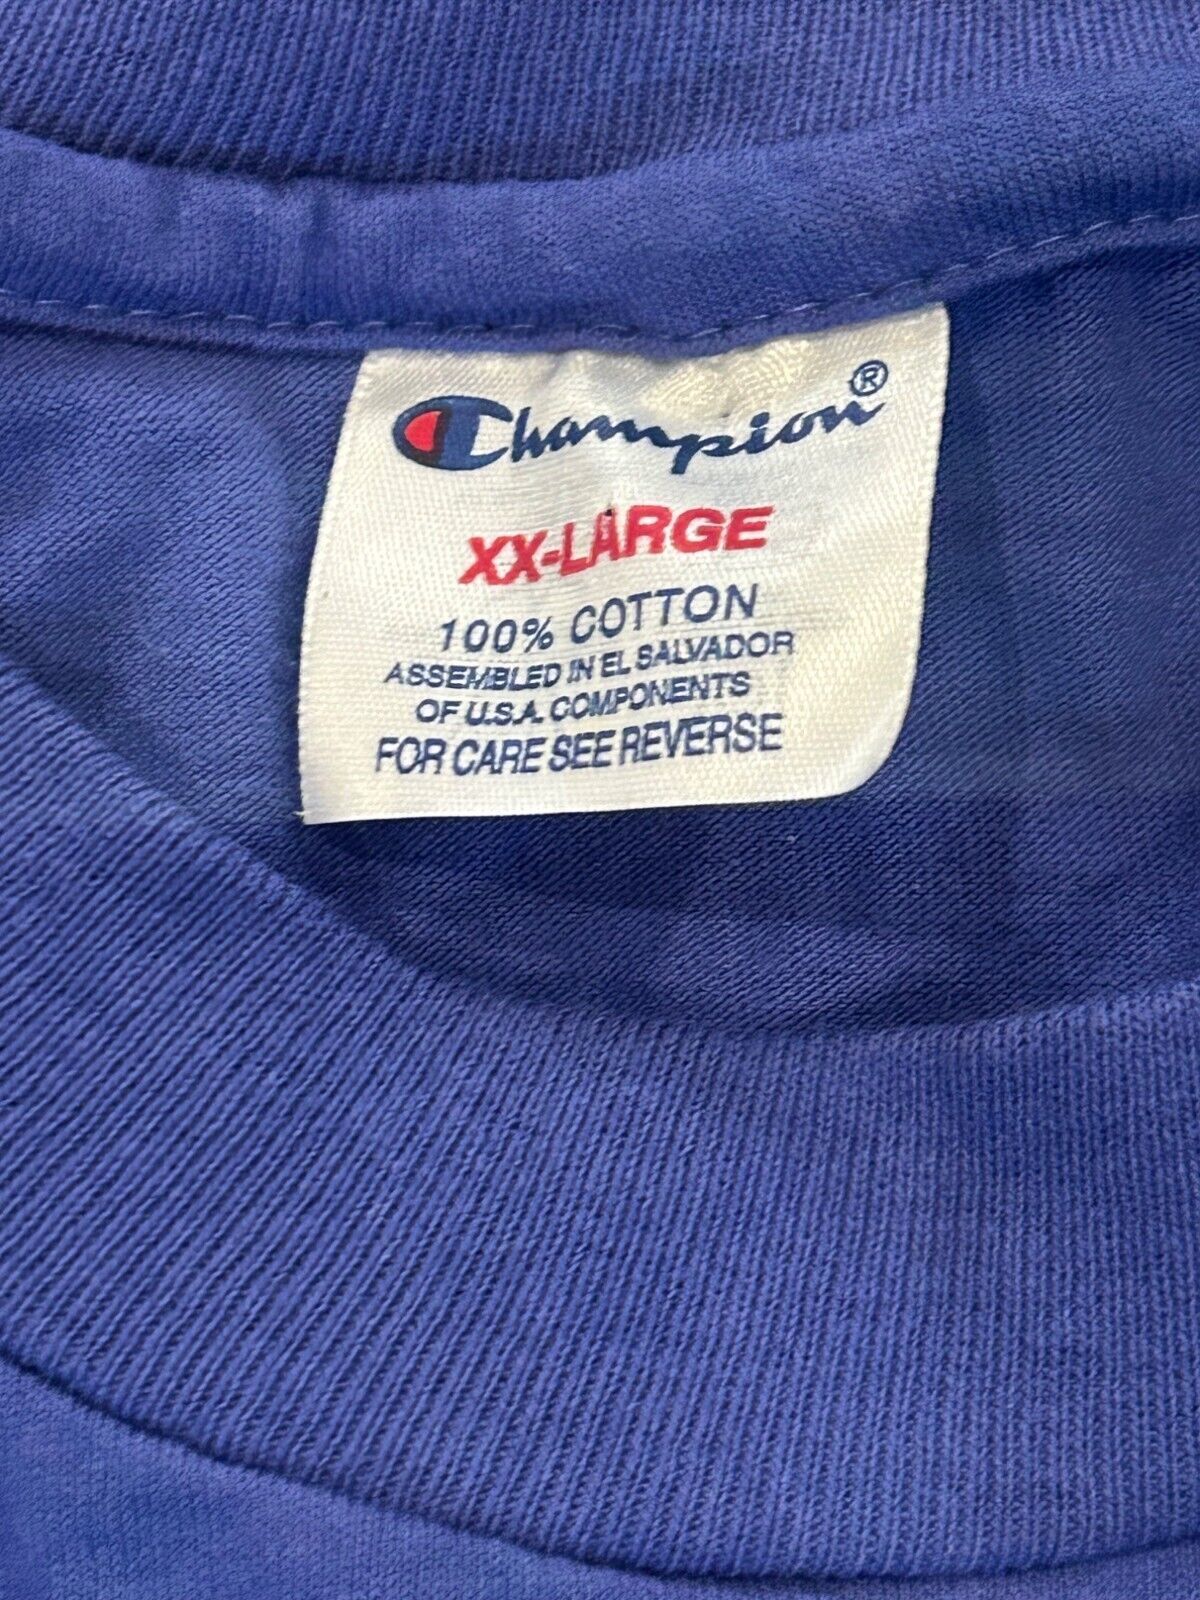 Champion®
XX-LARGE
100% COTTON
ASSEMBLED IN EL SALVADOR
OF U.S.A. COMPONENTS
FOR CARE SEE REVERSE